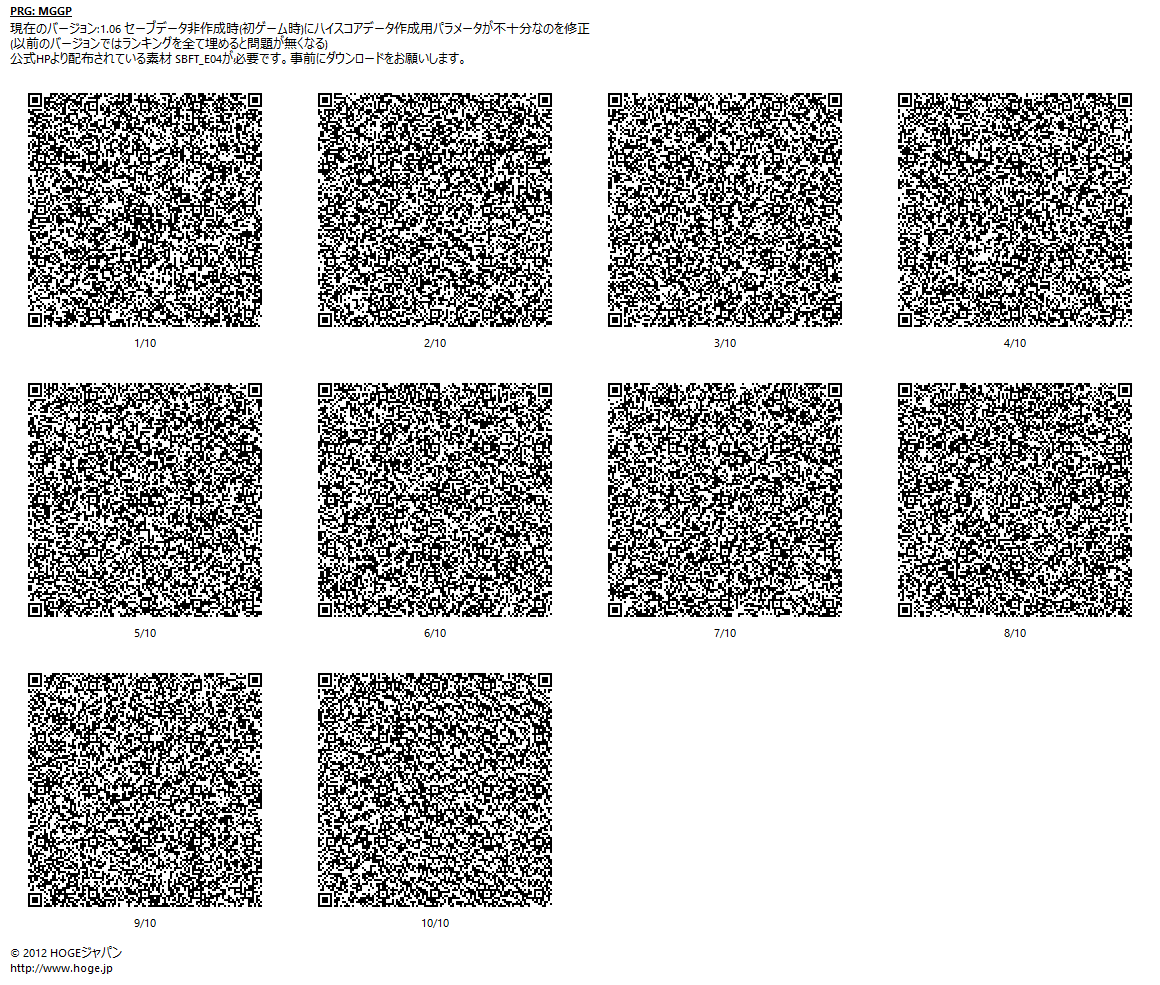 PRG: MGGP
現在のバージョン:1.06 セーブデータ非作成時(初ゲーム時)にハイスコアデータ作成用パラメータが不十分なのを修正
(以前のバージョンではランキングを全て埋めると問題が無くなる)
公式HPより配布されている素材 SBFT_E04が必要です。事前にダウンロードをお願いします。
1/10
2/10
3/10
4/10
5/10
6/10
7/10
8/10
9/10
10/10
© 2012 HOGEジャパン
http://www.hoge.jp